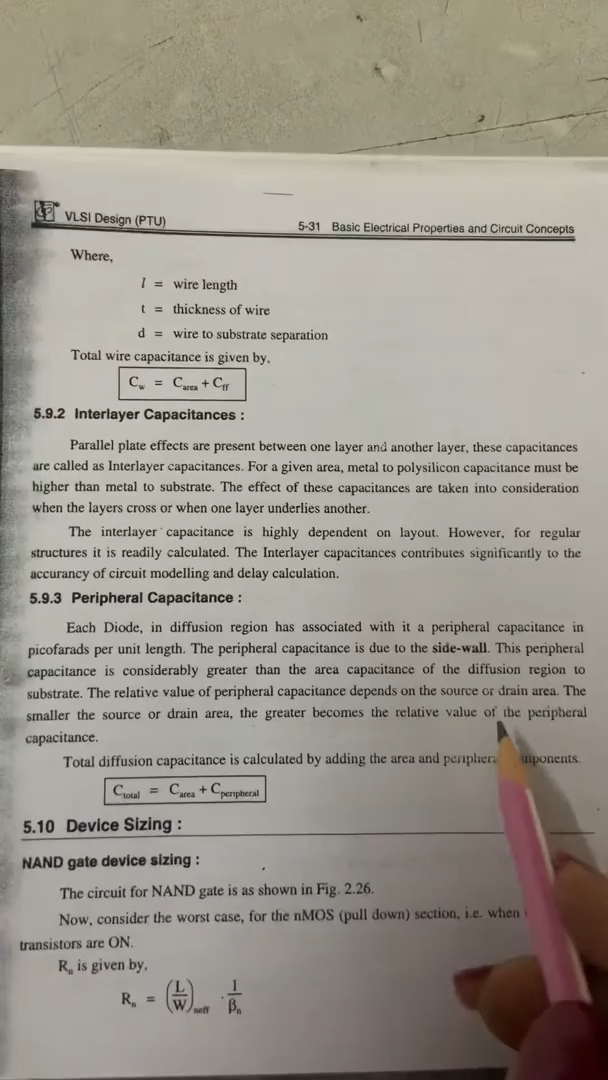 VLSI Design (PTU)
5-31 Basic Electrical Properties and Circuit Concepts
Where,
l = wire length
t = thickness of wire
d = wire to substrate separation
Total wire capacitance is given by,
C_w = C_area + C_ff
5.9.2 Interlayer Capacitances :
Parallel plate effects are present between one layer and another layer, these capacitances
are called as Interlayer capacitances. For a given area, metal to polysilicon capacitance must be
higher than metal to substrate. The effect of these capacitances are taken into consideration
when the layers cross or when one layer underlies another.
The interlayer capacitance is highly dependent on layout. However, for regular
structures it is readily calculated. The Interlayer capacitances contributes significantly to the
accurancy of circuit modelling and delay calculation.
5.9.3 Peripheral Capacitance :
Each Diode, in diffusion region has associated with it a peripheral capacitance in
picofarads per unit length. The peripheral capacitance is due to the side-wall. This peripheral
capacitance is considerably greater than the area capacitance of the diffusion region to
substrate. The relative value of peripheral capacitance depends on the source or drain area. The
smaller the source or drain area, the greater becomes the relative value of the peripheral
capacitance.
Total diffusion capacitance is calculated by adding the area and
C_total = C_area + C_peripheral
5.10 Device Sizing :
NAND gate device sizing :
The circuit for NAND gate is as shown in Fig. 2.26.
Now, consider the worst case, for the nMOS (pull down) section, i.e. when
transistors are ON.
R_n is given by,
R_n = (L/W)_neff · 1/β_n